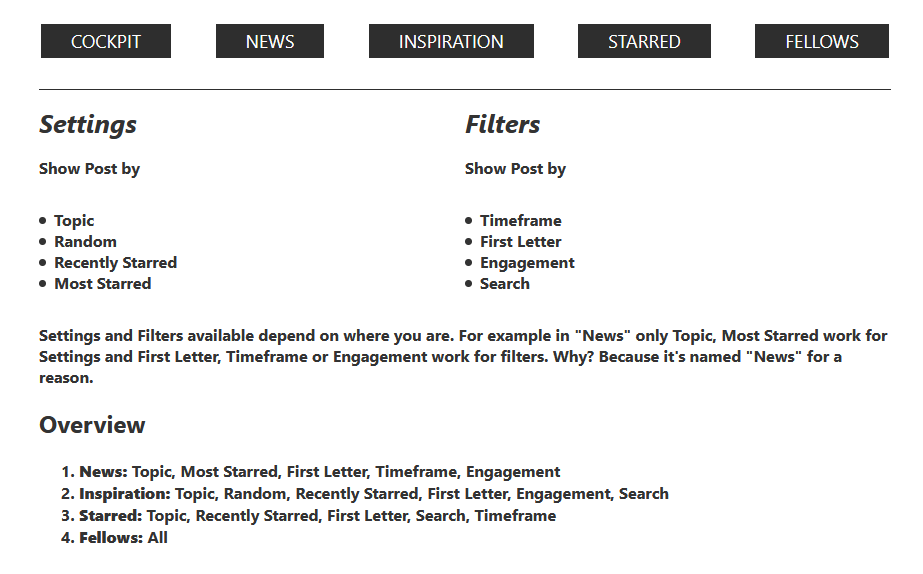 COCKPIT NEWS INSPIRATION STARRED FELLOWS
Settings
Show Post by
Topic
Random
Recently Starred
Most Starred
Filters
Show Post by
Timeframe
First Letter
Engagement
Search
Settings and Filters available depend on where you are. For example in "News" only Topic, Most Starred work for
Settings and First Letter, Timeframe or Engagement work for filters. Why? Because it's named "News" for a
reason.
Overview
1. News: Topic, Most Starred, First Letter, Timeframe, Engagement
2. Inspiration: Topic, Random, Recently Starred, First Letter, Engagement, Search
3. Starred: Topic, Recently Starred, First Letter, Search, Timeframe
4. Fellows: All